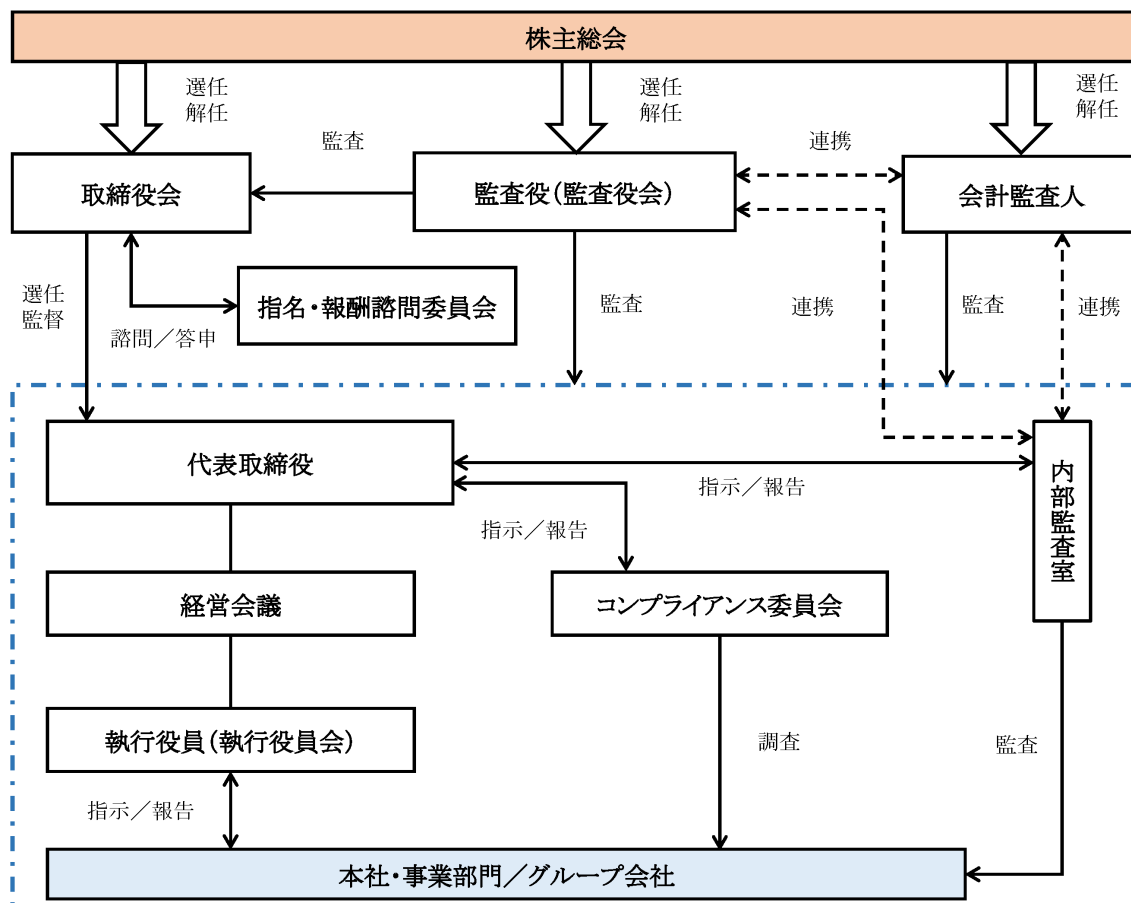 株主総会
選任
解任
選任
解任
選任
解任
監査
連携
取締役会
監査役(監査役会)
会計監査人
選任
監督
指名・報酬諮問委員会
諮問／答申
監査
連携
監査
連携
代表取締役
指示／報告
指示／報告
内部監査室
経営会議
コンプライアンス委員会
執行役員(執行役員会)
調査
監査
指示／報告
本社・事業部門／グループ会社